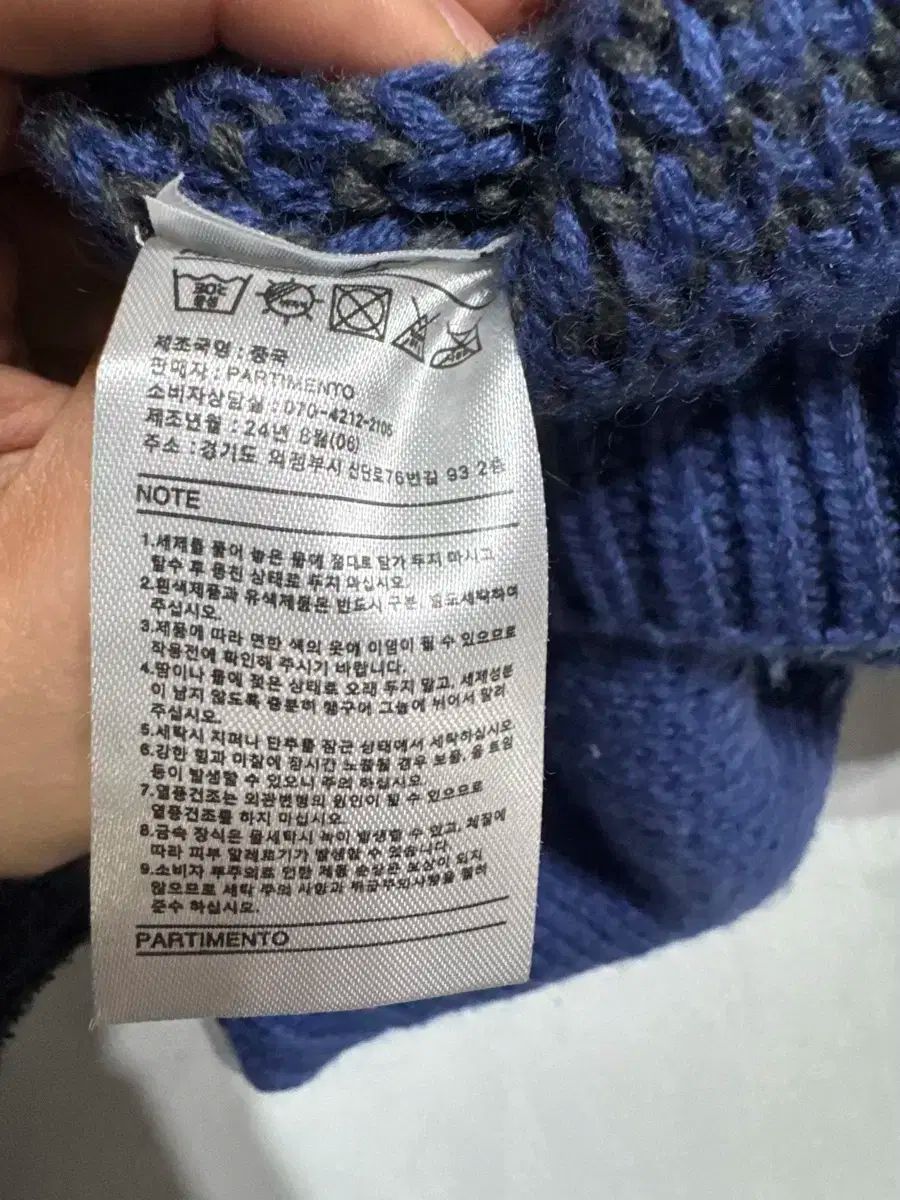 30℃
중성
제조국명 : 중국
판매자 : PARTIMENTO
소비자상담실 : 070-4212-2105
제조년월 : 24년 6월(06)
주소 : 경기도 의정부시 신단로76번길 93 2층
NOTE
1.세제를 풀어 놓은 물에 절대로 담가 두지 마시고
탈수 후 뭉친 상태로 두지 마십시오.
2.흰색제품과 유색제품은 반드시 구분, 별도세탁하여
주십시오.
3.제품에 따라 연한 색의 옷에 이염이 될 수 있으므로
착용전에 확인해 주시기 바랍니다.
4.땀이나 물에 젖은 상태로 오래 두지 말고, 세제성분
이 남지 않도록 충분히 헹구어 그늘에 뉘어서 말려
주십시오.
5.세탁시 지퍼나 단추를 잠근 상태에서 세탁하십시오
6.강한 힘과 마찰에 장시간 노출될 경우 보풀, 올 트임
등이 발생할 수 있으니 주의 하십시오.
7.열풍건조는 외관변형의 원인이 될 수 있으므로
열풍건조를 하지 마십시오.
8.금속 장식은 물세탁시 녹이 발생할 수 있고, 체질에
따라 피부 알레르기가 발생할 수 있습니다.
9.소비자 부주의로 인한 제품 손상은 보상이 되지
않으므로 세탁 주의 사항과 취급주의사항을 필히
준수 하십시오.
PARTIMENTO